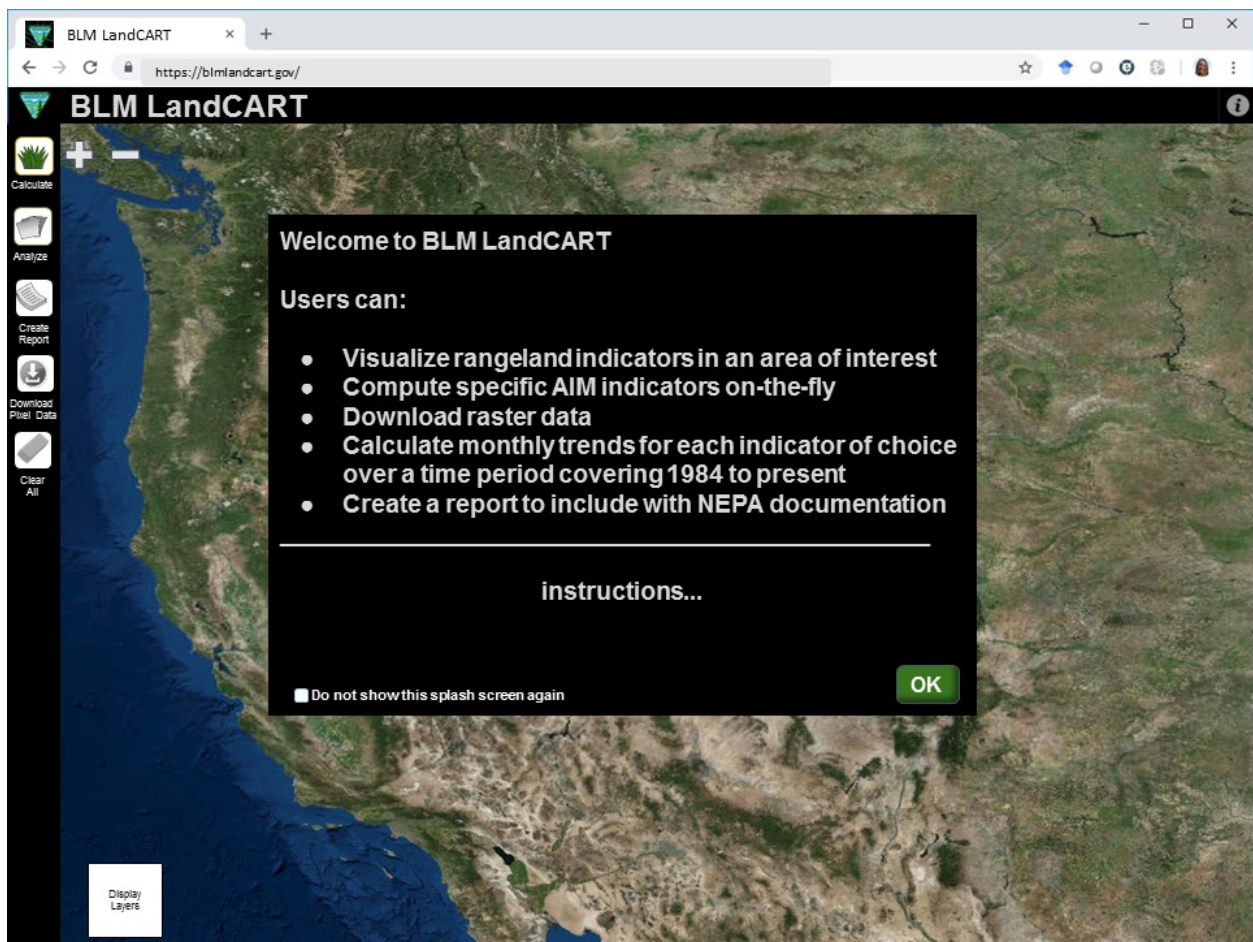 BLM LandCART
https://blmlandcart.gov/
BLM LandCART
Calculate
Analyze
Create
Report
Download
Pixel Data
Clear
All
Welcome to BLM LandCART
Users can:
● Visualize rangeland indicators in an area of interest
● Compute specific AIM indicators on-the-fly
● Download raster data
● Calculate monthly trends for each indicator of choice
over a time period covering 1984 to present
● Create a report to include with NEPA documentation
instructions...
Do not show this splash screen again
OK
Display
Layers